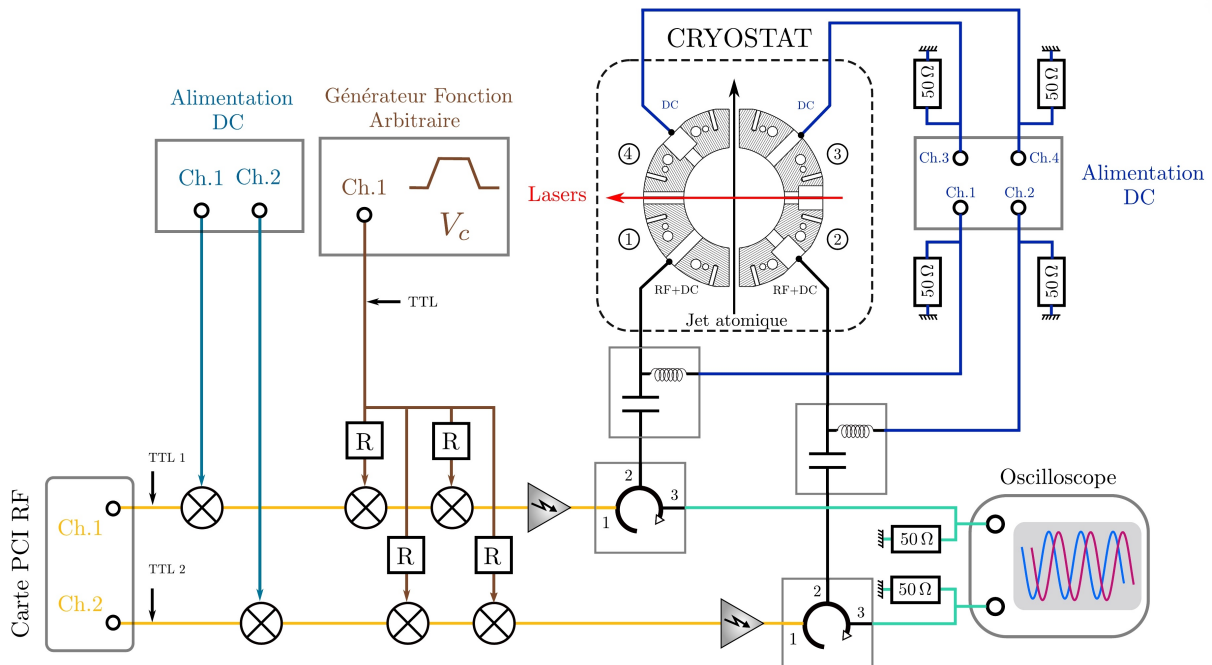 CRYOSTAT
50 Ω
50 Ω
Alimentation
DC
Générateur Fonction
Arbitraire
DC
DC
Ch.1
Ch.2
Ch.1
V_c
④
③
Ch.3
Ch.4
Ch.1
Ch.2
Alimentation
DC
Lasers
①
②
RF+DC
RF+DC
Jet atomique
50 Ω
50 Ω
TTL
R
R
R
R
TTL 1
TTL 2
Carte PCI RF
Ch.1
Ch.2
1
2
3
1
2
3
50 Ω
50 Ω
Oscilloscope